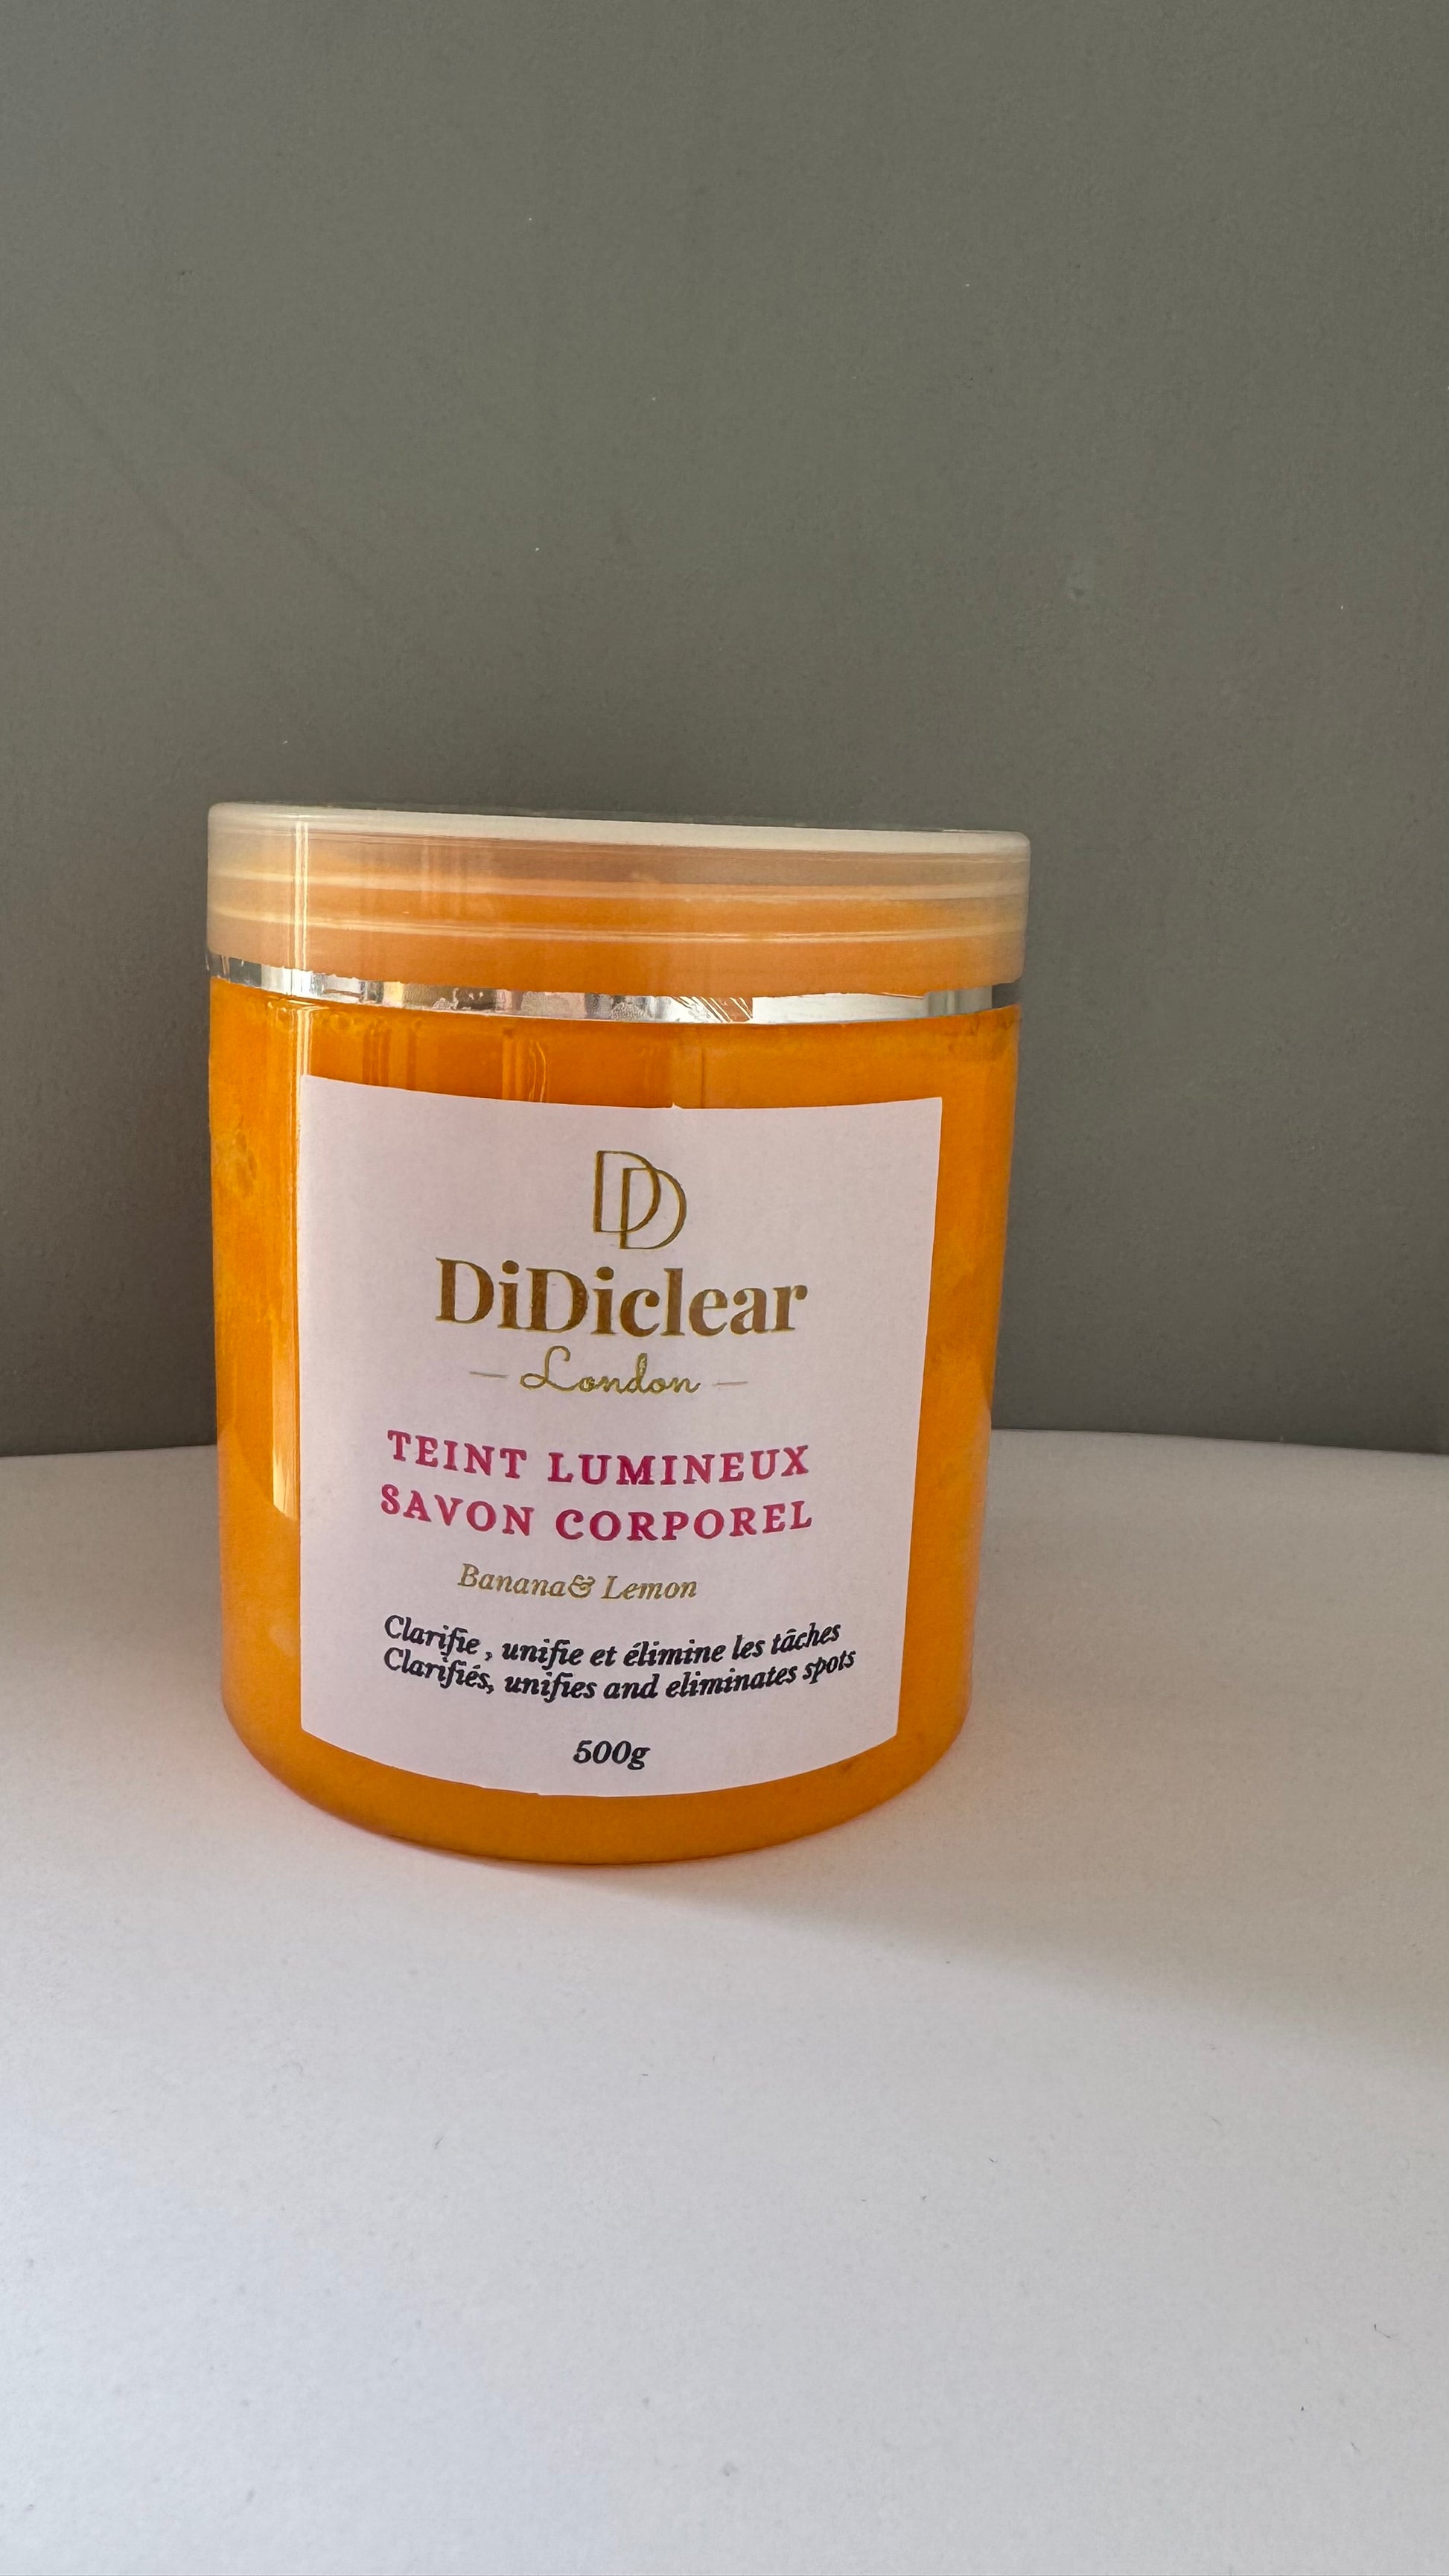 DD
DiDiclear
London
TEINT LUMINEUX
SAVON CORPOREL
Banana& Lemon
Clarifie , unifie et élimine les tâches
Clarifiés, unifies and eliminates spots
500g